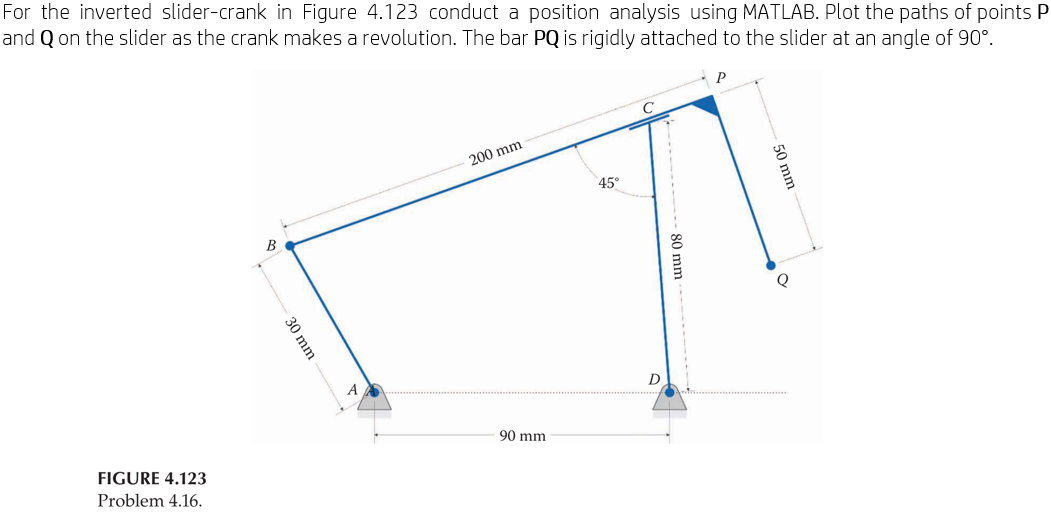 For the inverted slider-crank in Figure 4.123 conduct a position analysis using MATLAB. Plot the paths of points P
and Q on the slider as the crank makes a revolution. The bar PQ is rigidly attached to the slider at an angle of 90°.
P
C
200 mm
50 mm
45°
B
80 mm
Q
30 mm
A
D
90 mm
FIGURE 4.123
Problem 4.16.